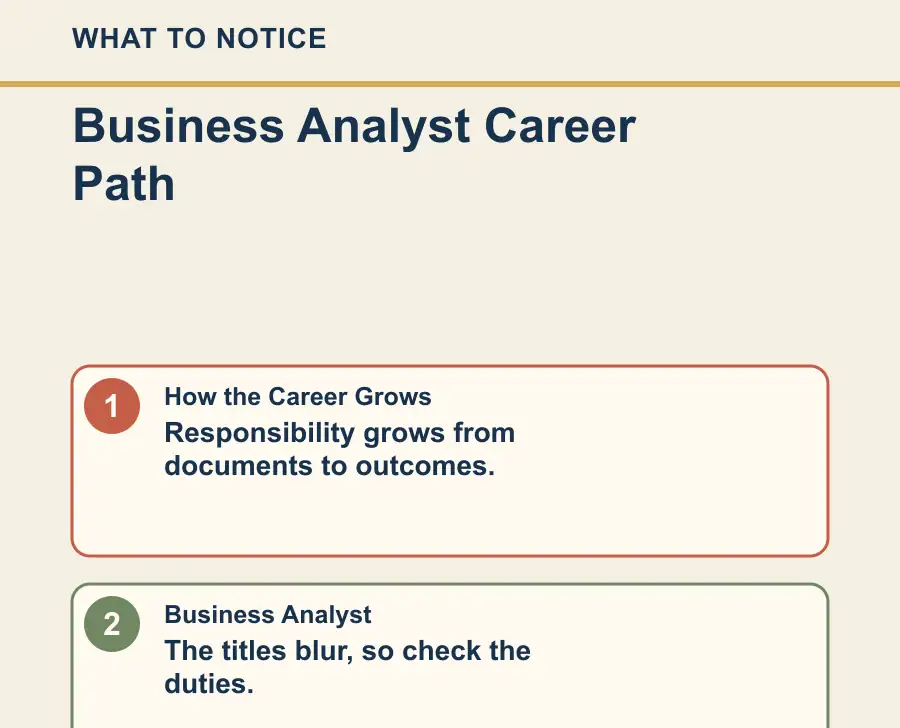 WHAT TO NOTICE
Business Analyst Career
Path
1
How the Career Grows
Responsibility grows from
documents to outcomes.
2
Business Analyst
The titles blur, so check the
duties.